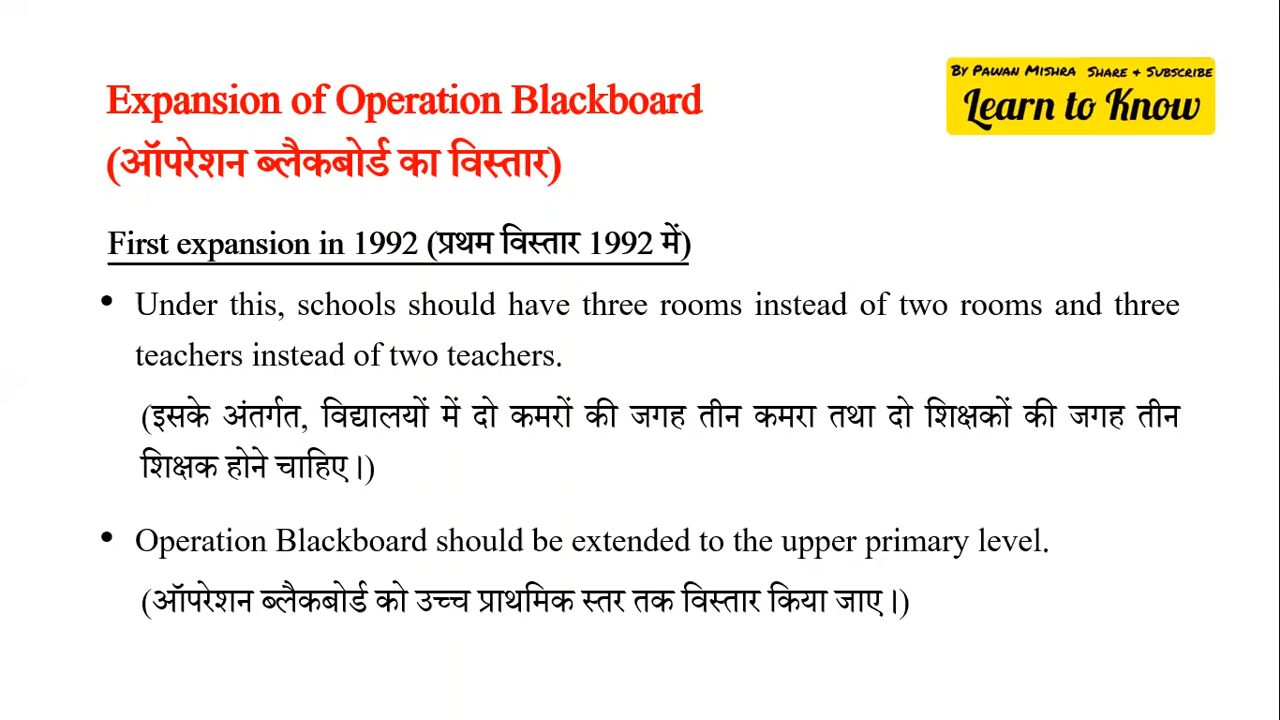 By Pawan Mishra Share & Subscribe
Learn to Know
Expansion of Operation Blackboard
(ऑपरेशन ब्लैकबोर्ड का विस्तार)
First expansion in 1992 (प्रथम विस्तार 1992 में)
• Under this, schools should have three rooms instead of two rooms and three
teachers instead of two teachers.
(इसके अंतर्गत, विद्यालयों में दो कमरों की जगह तीन कमरा तथा दो शिक्षकों की जगह तीन
शिक्षक होने चाहिए।)
• Operation Blackboard should be extended to the upper primary level.
(ऑपरेशन ब्लैकबोर्ड को उच्च प्राथमिक स्तर तक विस्तार किया जाए।)